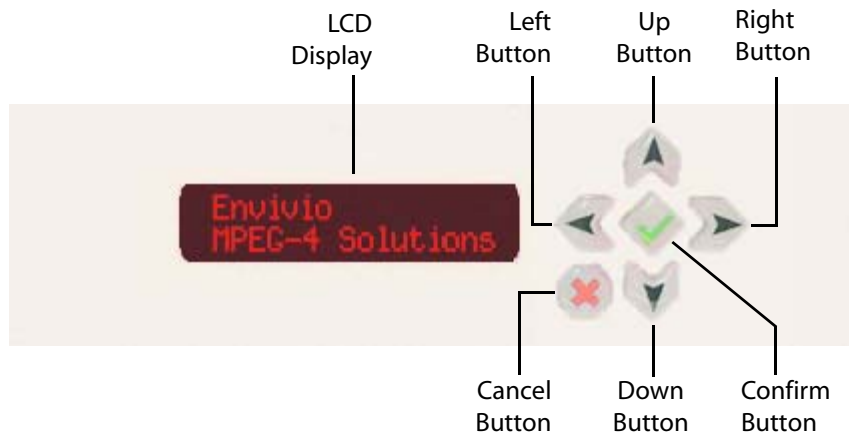 LCD
Display
Left
Button
Up
Button
Right
Button
Envivio
MPEG-4 Solutions
Cancel
Button
Down
Button
Confirm
Button